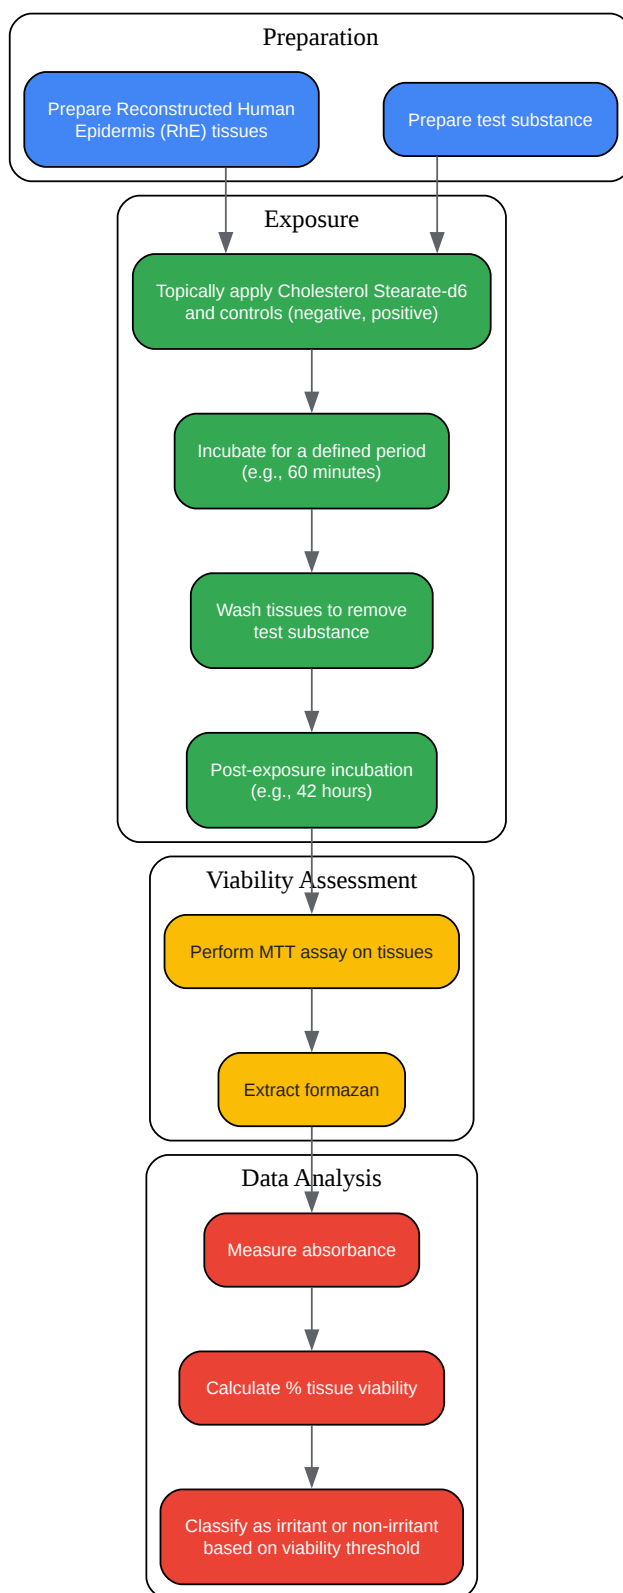 Preparation
Prepare Reconstructed Human
Epidermis (RhE) tissues
Prepare test substance
Exposure
Topically apply Cholesterol Stearate-d6
and controls (negative, positive)
Incubate for a defined period
(e.g., 60 minutes)
Wash tissues to remove
test substance
Post-exposure incubation
(e.g., 42 hours)
Viability Assessment
Perform MTT assay on tissues
Extract formazan
Data Analysis
Measure absorbance
Calculate % tissue viability
Classify as irritant or non-irritant
based on viability threshold